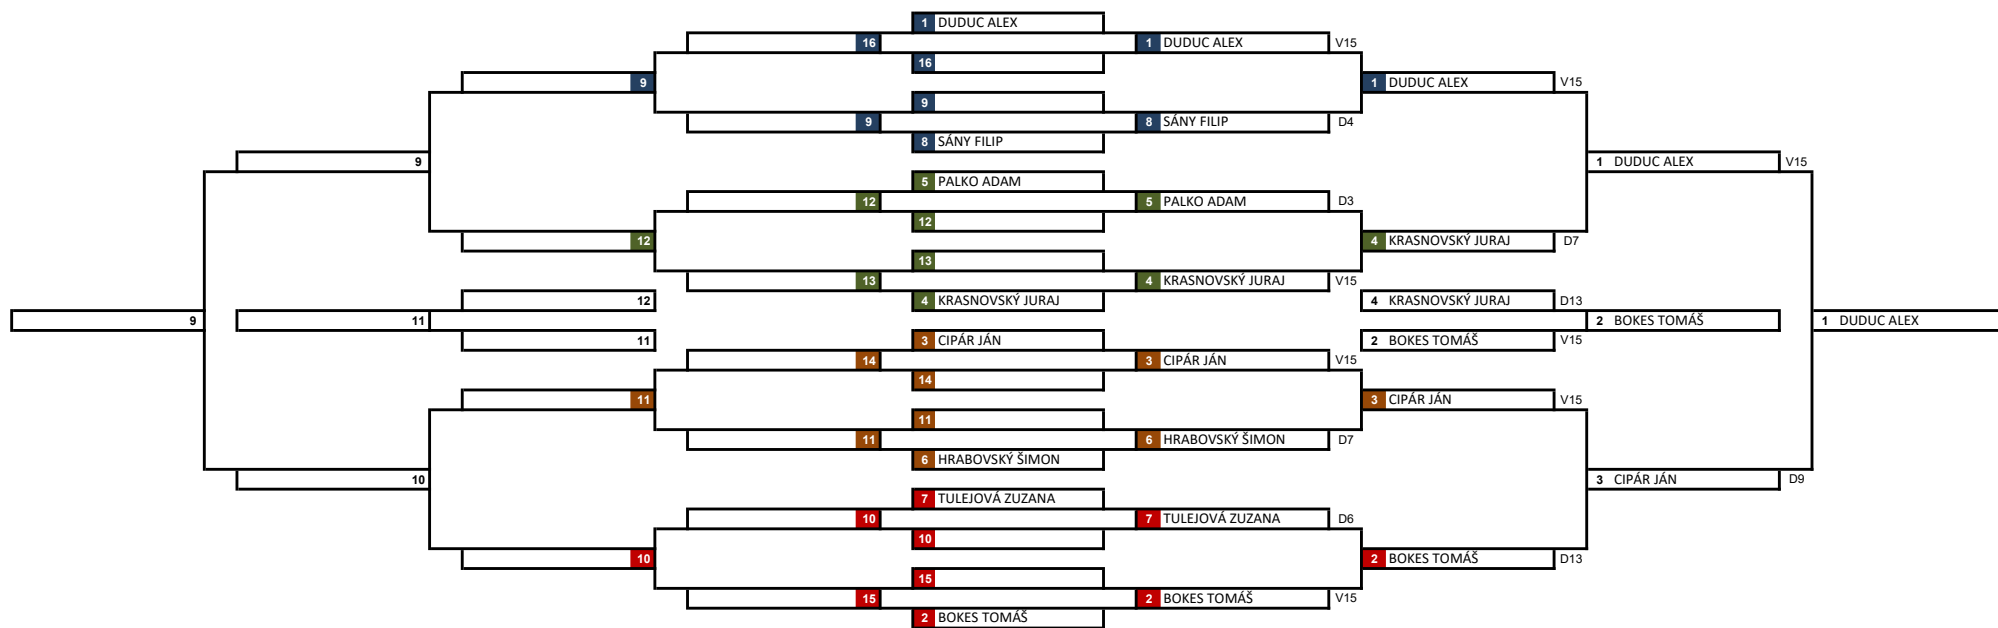 1 DUDUC ALEX
16 1 DUDUC ALEX V15
16
9 1 DUDUC ALEX V15
9
9 8 SÁNY FILIP D4
8 SÁNY FILIP
9 1 DUDUC ALEX V15
5 PALKO ADAM
12 5 PALKO ADAM D3
12
12 4 KRASNOVSKÝ JURAJ D7
13
13 4 KRASNOVSKÝ JURAJ V15
12 4 KRASNOVSKÝ JURAJ 4 KRASNOVSKÝ JURAJ D13
9 11 2 BOKES TOMÁŠ 1 DUDUC ALEX
11 3 CIPÁR JÁN 2 BOKES TOMÁŠ V15
14 3 CIPÁR JÁN V15
14
11 3 CIPÁR JÁN V15
11
11 6 HRABOVSKÝ ŠIMON D7
6 HRABOVSKÝ ŠIMON
10 3 CIPÁR JÁN D9
7 TULEJOVÁ ZUZANA
10 7 TULEJOVÁ ZUZANA D6
10
10 2 BOKES TOMÁŠ D13
15
15 2 BOKES TOMÁŠ V15
2 BOKES TOMÁŠ